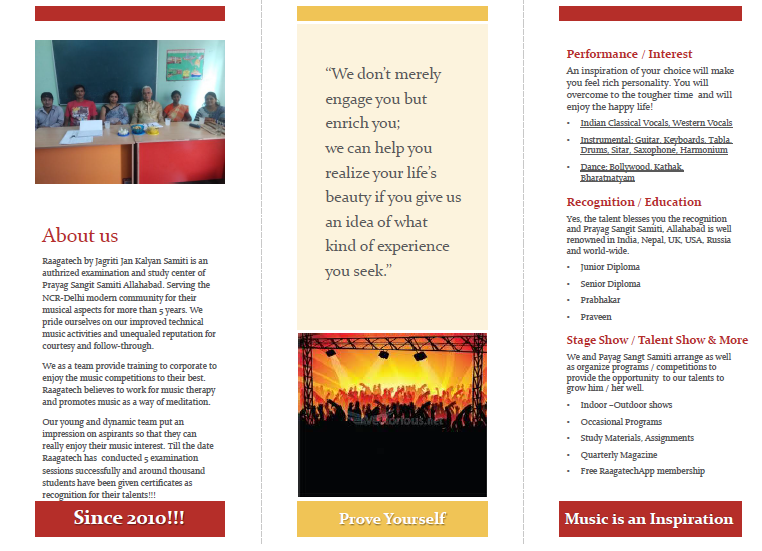 About us
Raagatech by Jagriti Jan Kalyan Samiti is an
authrized examination and study center of
Prayag Sangit Samiti Allahabad. Serving the
NCR-Delhi modern community for their
musical aspects for more than 5 years. We
pride ourselves on our improved technical
music activities and unequaled reputation for
courtesy and follow-through.
We as a team provide training to corporate to
enjoy the music competitions to their best.
Raagatech believes to work for music therapy
and promotes music as a way of meditation.
Our young and dynamic team put an
impression on aspirants so that they can
really enjoy their music interest. Till the date
Raagatech has conducted 5 examination
sessions successfully and around thousand
students have been given certificates as
recognition for their talents!!!
Since 2010!!!
“We don’t merely
engage you but
enrich you;
we can help you
realize your life’s
beauty if you give us
an idea of what
kind of experience
you seek.”
Prove Yourself
Performance / Interest
An inspiration of your choice will make
you feel rich personality. You will
overcome to the tougher time and will
enjoy the happy life!
• Indian Classical Vocals, Western Vocals
• Instrumental: Guitar, Keyboards, Tabla,
Drums, Sitar, Saxophone, Harmonium
• Dance: Bollywood, Kathak,
Bharatnatyam
Recognition / Education
Yes, the talent blesses you the recognition
and Prayag Sangit Samiti, Allahabad is well
renowned in India, Nepal, UK, USA, Russia
and world-wide.
• Junior Diploma
• Senior Diploma
• Prabhakar
• Praveen
Stage Show / Talent Show & More
We and Payag Sangt Samiti arrange as well
as organize programs / competitions to
provide the opportunity to our talents to
grow him / her well.
• Indoor –Outdoor shows
• Occasional Programs
• Study Materials, Assignments
• Quarterly Magazine
• Free RaagatechApp membership
Music is an Inspiration